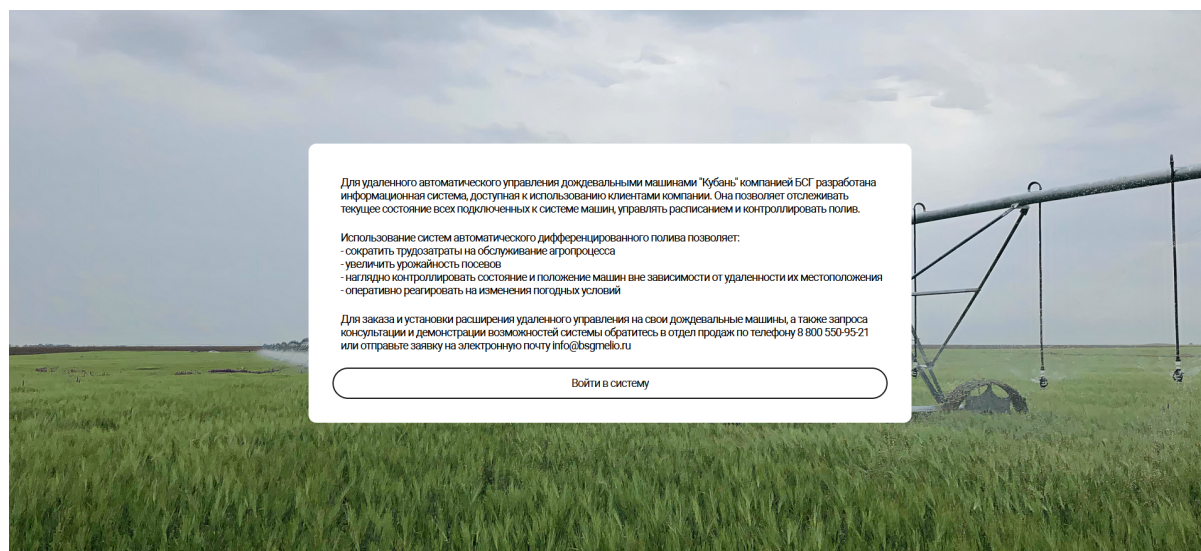 Для удаленного автоматического управления дождевальными машинами "Кубань" компанией БСГ разработана
информационная система, доступная к использованию клиентами компании. Она позволяет отслеживать
текущее состояние всех подключенных к системе машин, управлять расписанием и контроллировать полив.
Использование систем автоматического дифференцированного полива позволяет:
- сократить трудозатраты на обслуживание агропроцесса
- увеличить урожайность посевов
- наглядно контроллировать состояние и положение машин вне зависимости от удаленности их местоположения
- оперативно реагировать на изменения погодных условий
Для заказа и установки расширения удаленного управления на свои дождевальные машины, а также запроса
консультации и демонстрации возможностей системы обратитесь в отдел продаж по телефону 8 800 550-95-21
или отправьте заявку на электронную почту info@bsgmelio.ru
Войти в систему